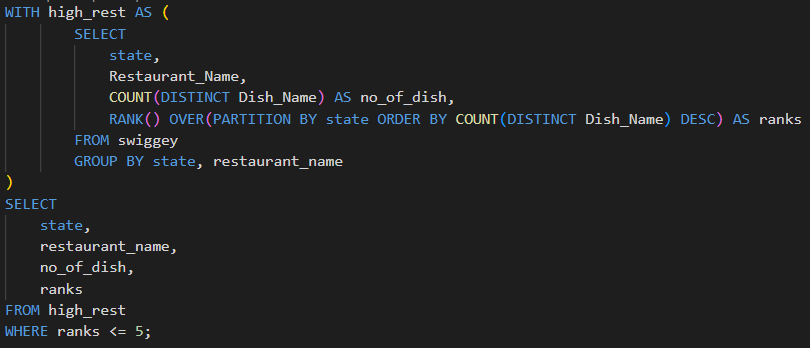 WITH high_rest AS (
SELECT
state,
Restaurant_Name,
COUNT(DISTINCT Dish_Name) AS no_of_dish,
RANK() OVER(PARTITION BY state ORDER BY COUNT(DISTINCT Dish_Name) DESC) AS ranks
FROM swiggey
GROUP BY state, restaurant_name
)
SELECT
state,
restaurant_name,
no_of_dish,
ranks
FROM high_rest
WHERE ranks <= 5;